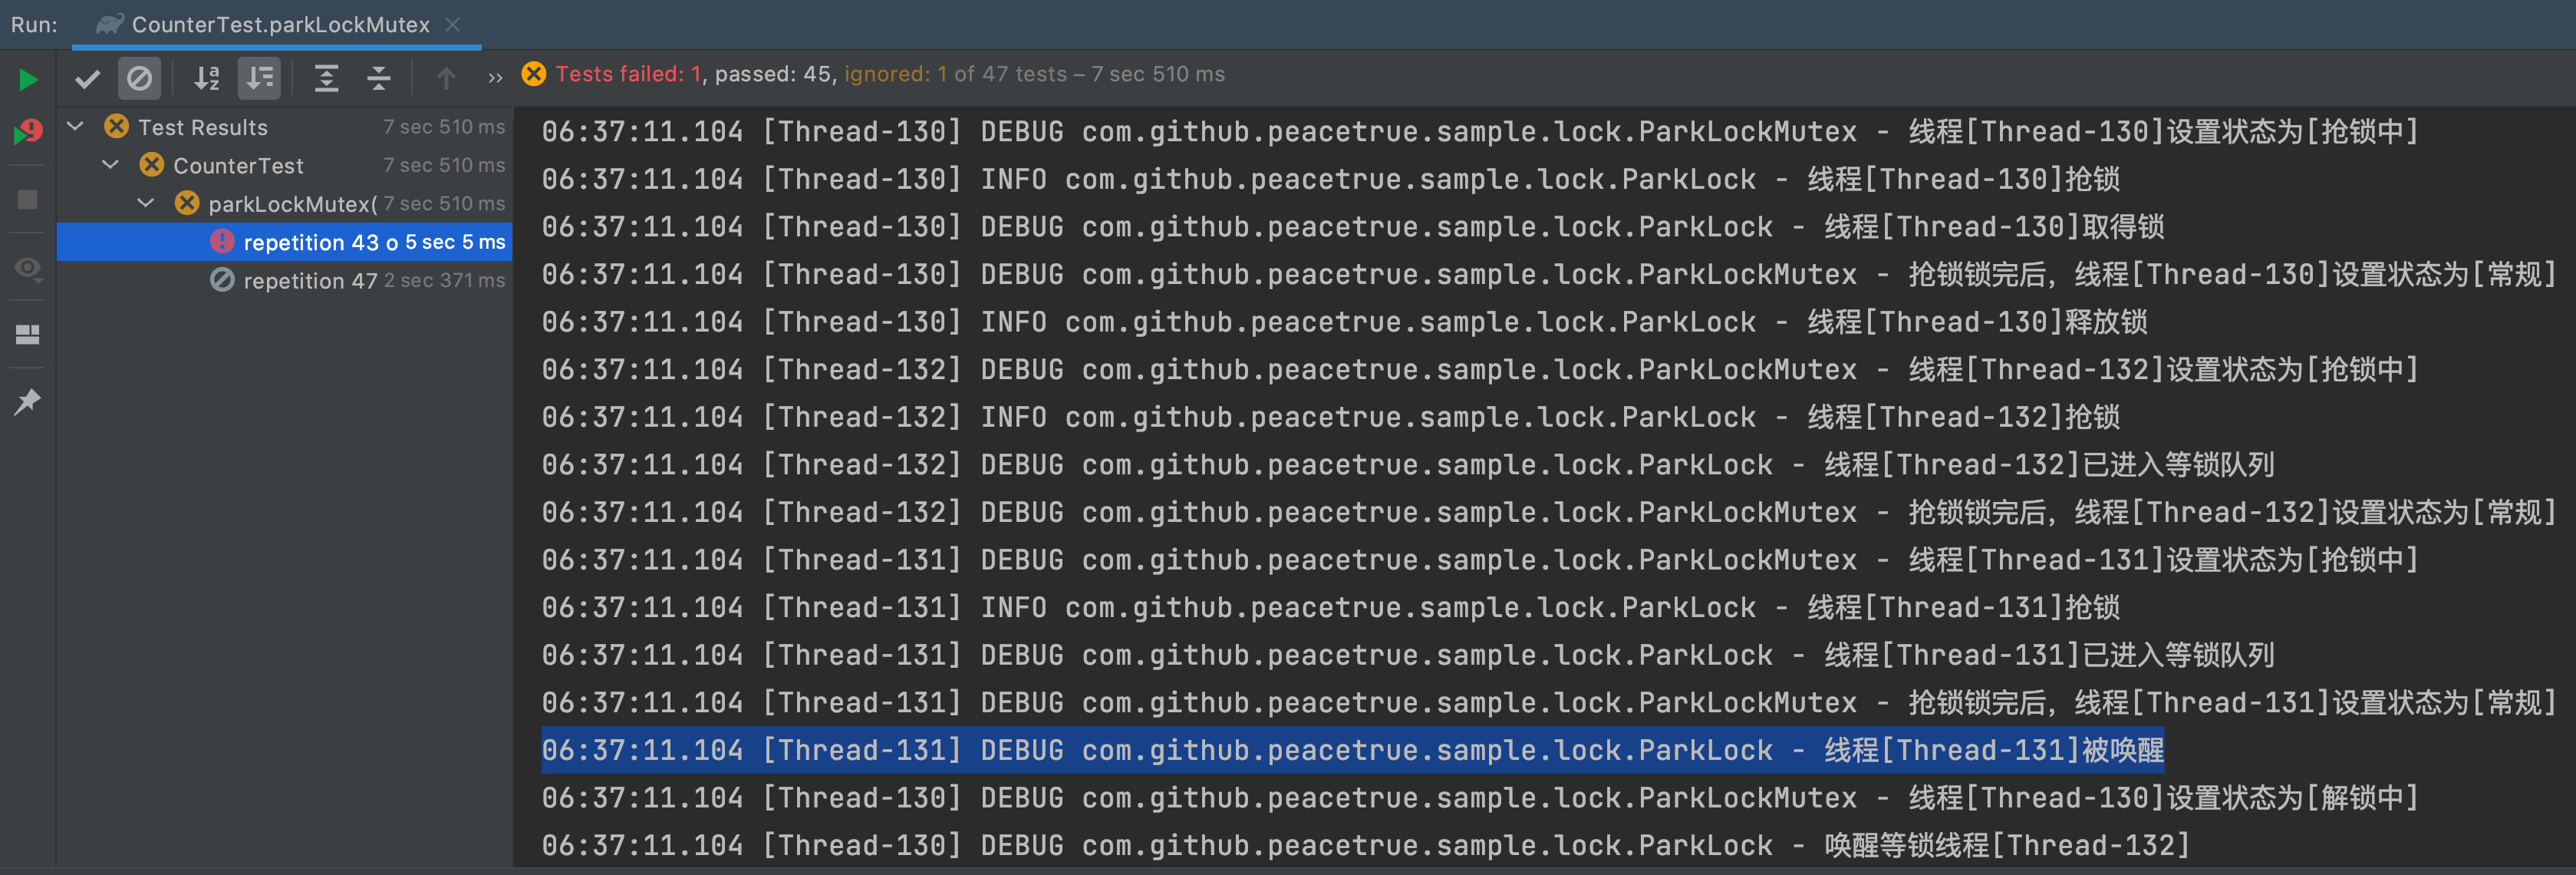 Run: CounterTest.parkLockMutex
Tests failed: 1, passed: 45, ignored: 1 of 47 tests – 7 sec 510 ms
Test Results 7 sec 510 ms
CounterTest 7 sec 510 ms
parkLockMutex( 7 sec 510 ms
repetition 43 o 5 sec 5 ms
repetition 47 2 sec 371 ms
06:37:11.104 [Thread-130] DEBUG com.github.peacetrue.sample.lock.ParkLockMutex - 线程[Thread-130]设置状态为[抢锁中]
06:37:11.104 [Thread-130] INFO com.github.peacetrue.sample.lock.ParkLock - 线程[Thread-130]抢锁
06:37:11.104 [Thread-130] DEBUG com.github.peacetrue.sample.lock.ParkLock - 线程[Thread-130]取得锁
06:37:11.104 [Thread-130] DEBUG com.github.peacetrue.sample.lock.ParkLockMutex - 抢锁锁完后，线程[Thread-130]设置状态为[常规]
06:37:11.104 [Thread-130] INFO com.github.peacetrue.sample.lock.ParkLock - 线程[Thread-130]释放锁
06:37:11.104 [Thread-132] DEBUG com.github.peacetrue.sample.lock.ParkLockMutex - 线程[Thread-132]设置状态为[抢锁中]
06:37:11.104 [Thread-132] INFO com.github.peacetrue.sample.lock.ParkLock - 线程[Thread-132]抢锁
06:37:11.104 [Thread-132] DEBUG com.github.peacetrue.sample.lock.ParkLock - 线程[Thread-132]已进入等锁队列
06:37:11.104 [Thread-132] DEBUG com.github.peacetrue.sample.lock.ParkLockMutex - 抢锁锁完后，线程[Thread-132]设置状态为[常规]
06:37:11.104 [Thread-131] DEBUG com.github.peacetrue.sample.lock.ParkLockMutex - 线程[Thread-131]设置状态为[抢锁中]
06:37:11.104 [Thread-131] INFO com.github.peacetrue.sample.lock.ParkLock - 线程[Thread-131]抢锁
06:37:11.104 [Thread-131] DEBUG com.github.peacetrue.sample.lock.ParkLock - 线程[Thread-131]已进入等锁队列
06:37:11.104 [Thread-131] DEBUG com.github.peacetrue.sample.lock.ParkLockMutex - 抢锁锁完后，线程[Thread-131]设置状态为[常规]
06:37:11.104 [Thread-131] DEBUG com.github.peacetrue.sample.lock.ParkLock - 线程[Thread-131]被唤醒
06:37:11.104 [Thread-130] DEBUG com.github.peacetrue.sample.lock.ParkLockMutex - 线程[Thread-130]设置状态为[解锁中]
06:37:11.104 [Thread-130] DEBUG com.github.peacetrue.sample.lock.ParkLock - 唤醒等锁线程[Thread-132]